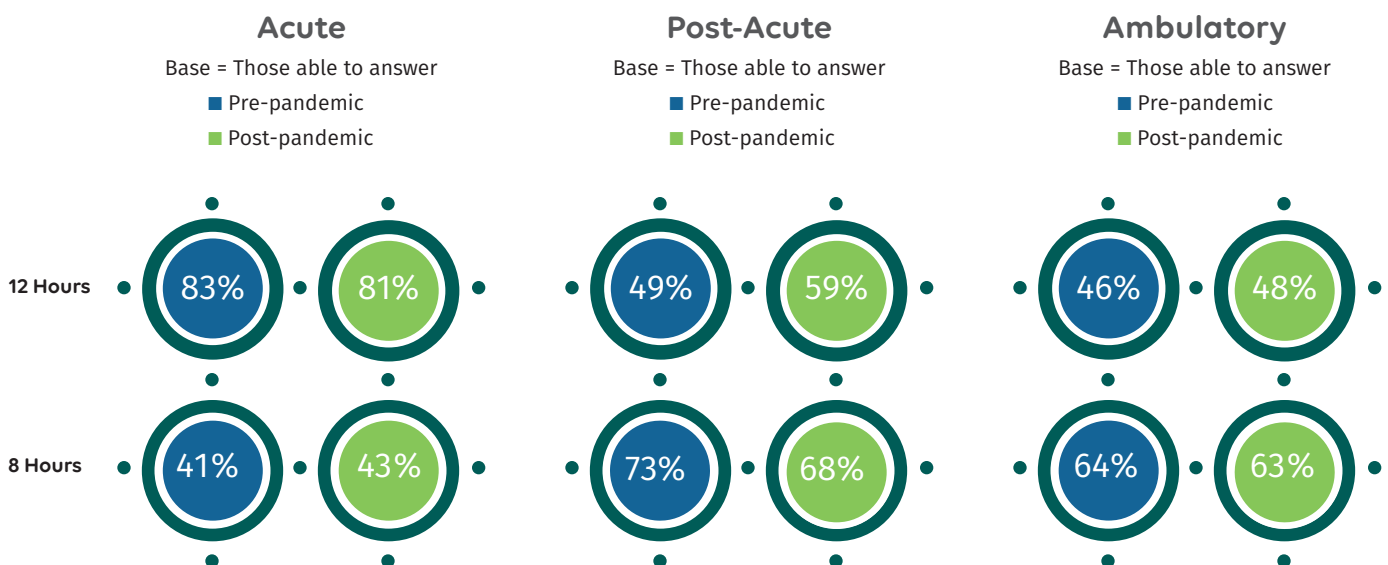 Acute
Base = Those able to answer
Pre-pandemic
Post-pandemic
Post-Acute
Base = Those able to answer
Pre-pandemic
Post-pandemic
Ambulatory
Base = Those able to answer
Pre-pandemic
Post-pandemic
12 Hours
83%
81%
49%
59%
46%
48%
8 Hours
41%
43%
73%
68%
64%
63%